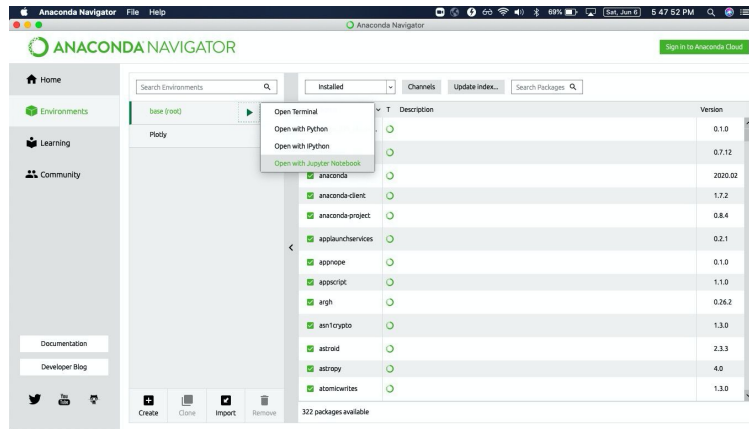 Anaconda Navigator File Help
69% Sat, Jun 6 5 47 52 PM
Anaconda Navigator
ANACONDA NAVIGATOR
Sign in to Anaconda Cloud
Home
Environments
Learning
Community
Documentation
Developer Blog
You Tube
Search Environments
base (root)
Plotly
Create Clone Import Remove
Open Terminal
Open with Python
Open with IPython
Open with Jupyter Notebook
Installed Channels Update index... Search Packages
T Description Version
0.1.0
0.7.12
anaconda 2020.02
anaconda-client 1.7.2
anaconda-project 0.8.4
applaunchservices 0.2.1
appnope 0.1.0
appscript 1.1.0
argh 0.26.2
asn1crypto 1.3.0
astroid 2.3.3
astropy 4.0
atomicwrites 1.3.0
322 packages available